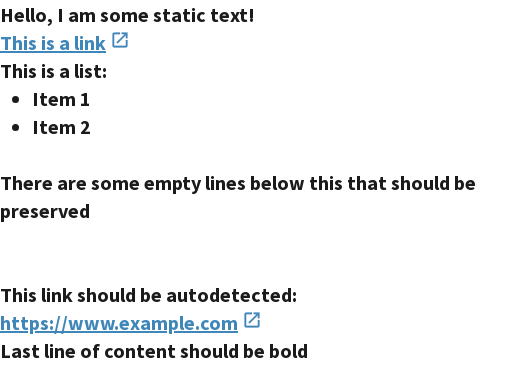 Hello, I am some static text!
This is a link
This is a list:
• Item 1
• Item 2
There are some empty lines below this that should be
preserved
This link should be autodetected:
https://www.example.com
Last line of content should be bold